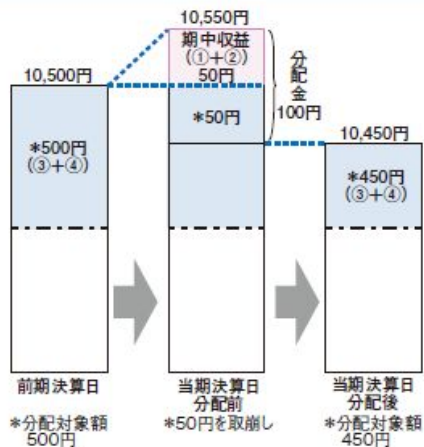 10,550円
期中収益
(①+②)
50円
*50円
分配金
100円
10,500円
*500円
(③+④)
10,450円
*450円
(③+④)
前期決算日
*分配対象額
500円
当期決算日
分配前
*50円を取崩し
当期決算日
分配後
*分配対象額
450円